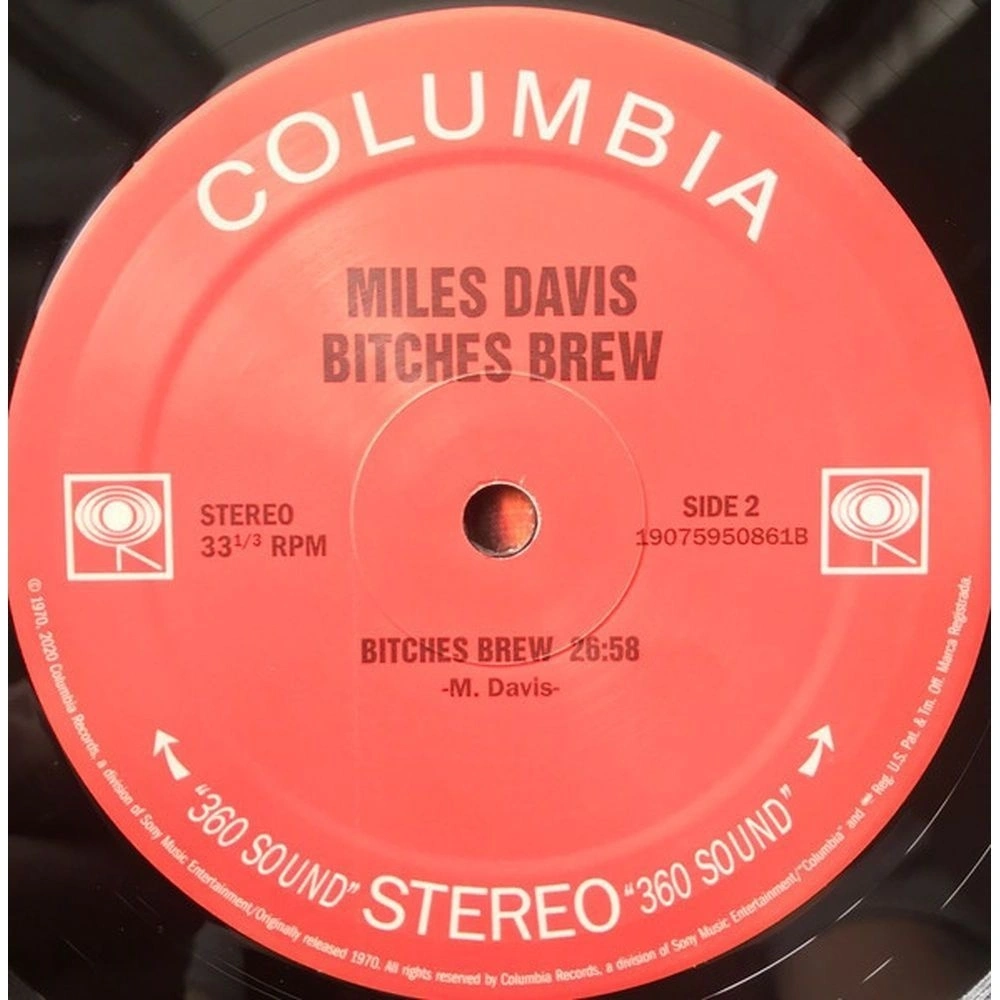 COLUMBIA
MILES DAVIS
BITCHES BREW
STEREO
33 1/3 RPM
SIDE 2
19075950861B
BITCHES BREW 26:58
-M. Davis-
"360 SOUND" STEREO "360 SOUND"
© 1970, 2020 Columbia Records, a division of Sony Music Entertainment/Originally released 1970. All rights reserved by Columbia Records, a division of Sony Music Entertainment/"Columbia" and Reg. U.S. Pat. & Tm. Off. Marca Registrada.